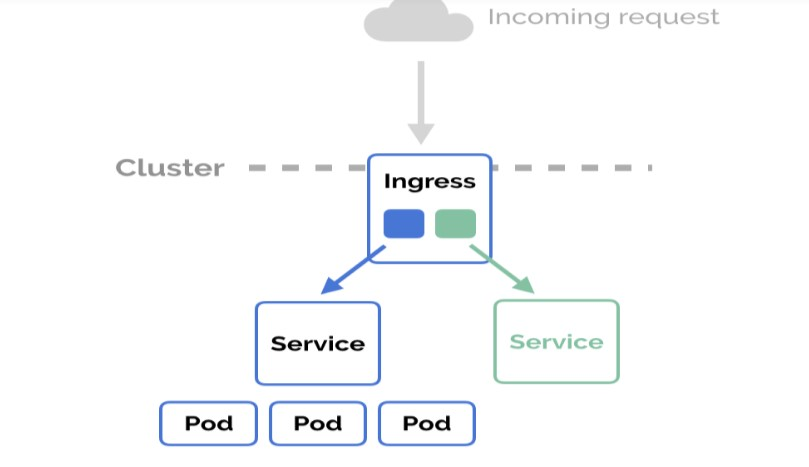 Incoming request
Cluster
Ingress
Service
Service
Pod
Pod
Pod